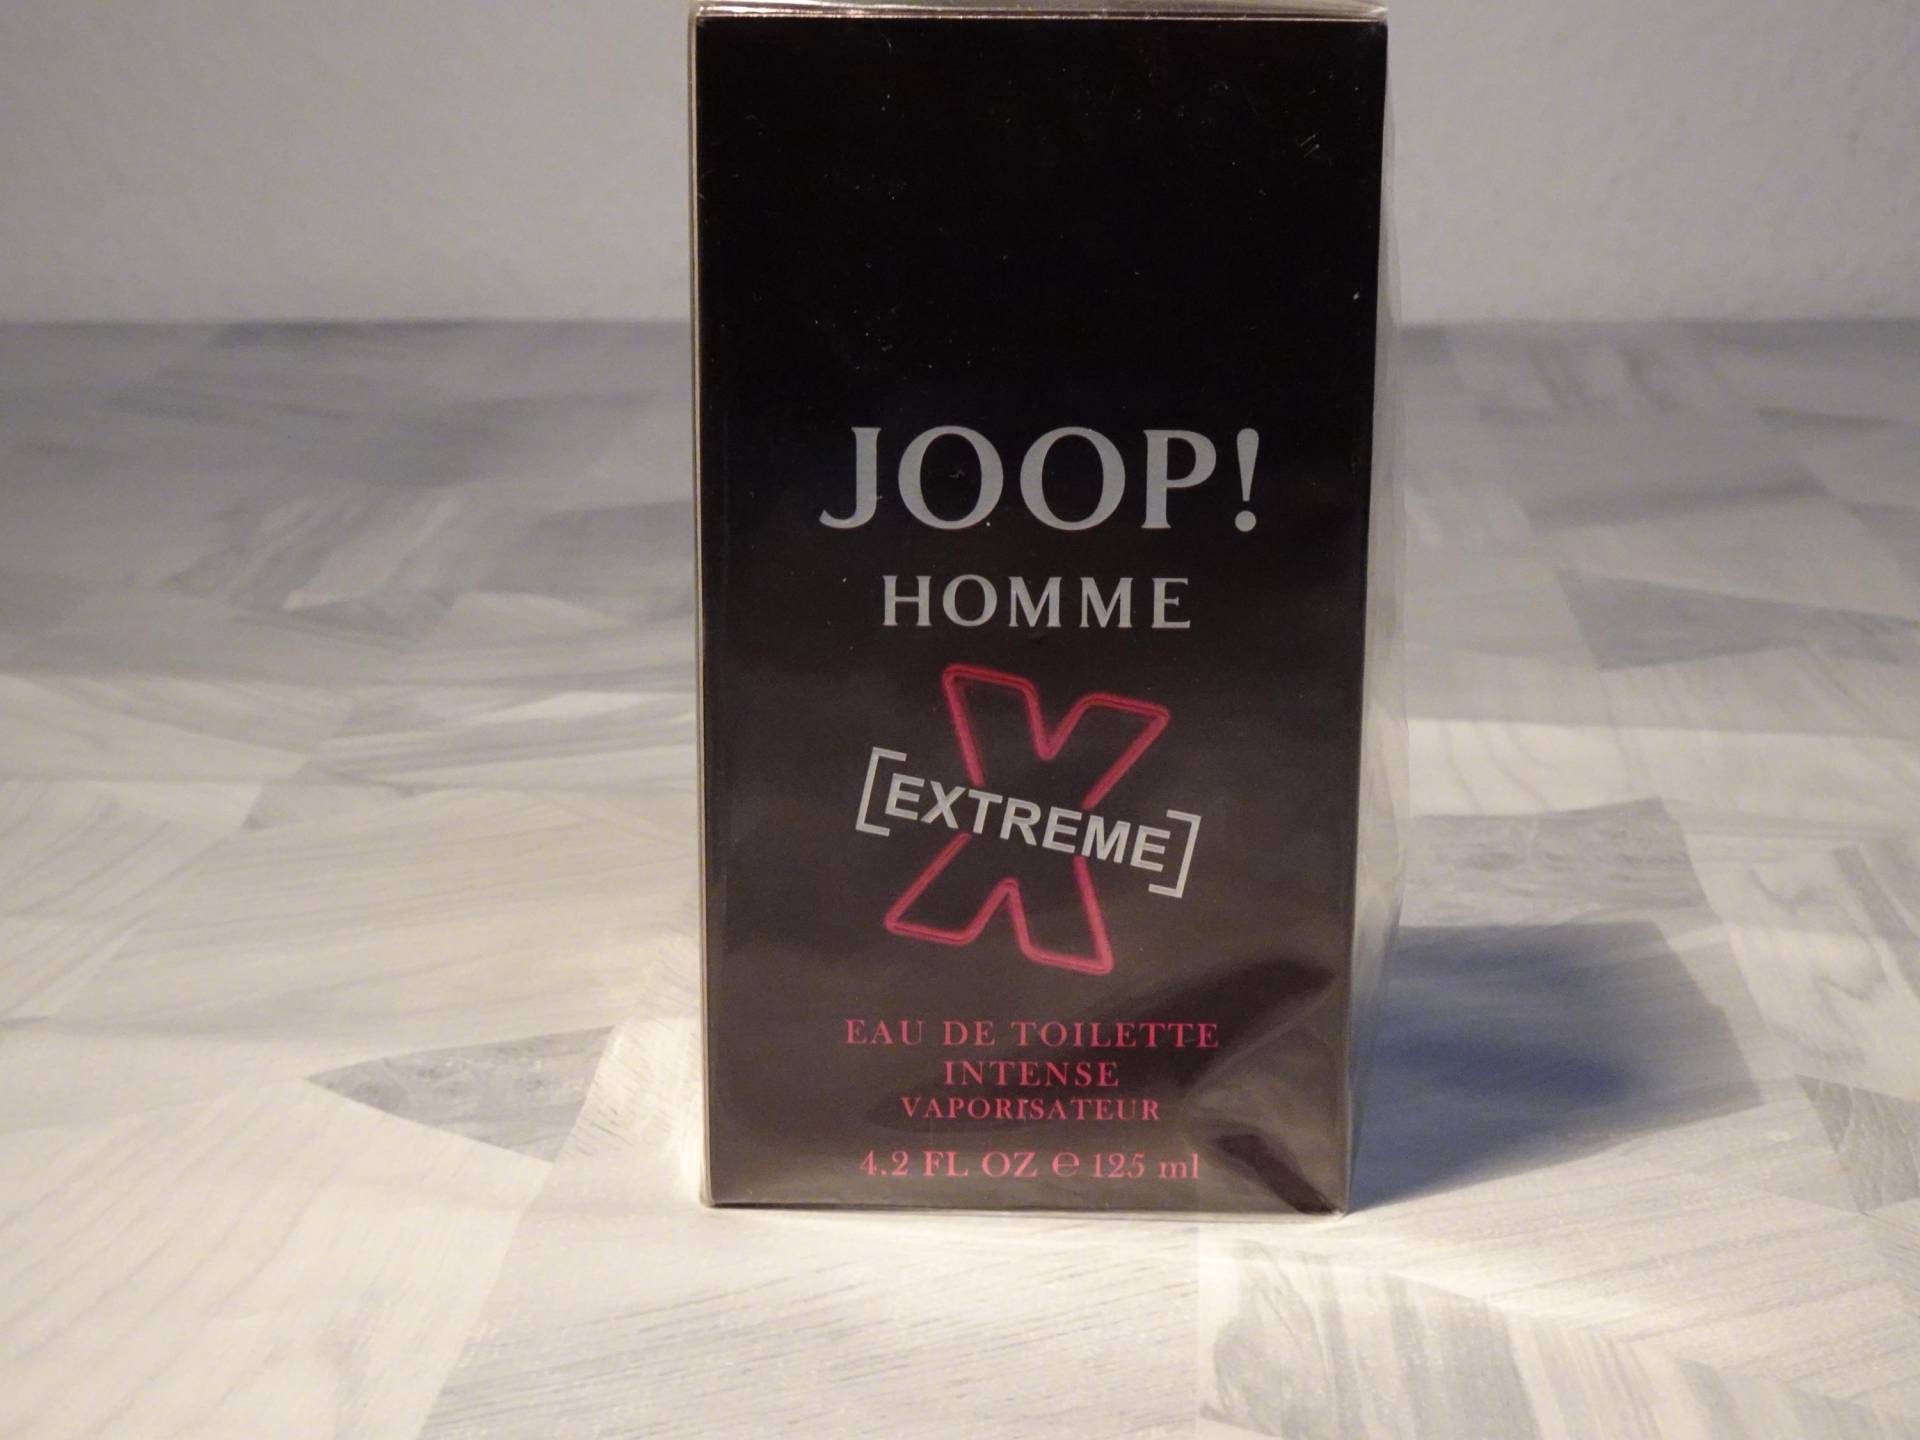 JOOP!
HOMME
X
[EXTREME]
EAU DE TOILETTE
INTENSE
VAPORISATEUR
4.2 FL OZ ℮ 125 ml